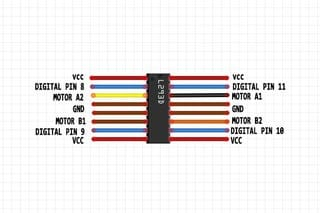 VCC
DIGITAL PIN 8
MOTOR A2
GND
MOTOR B1
DIGITAL PIN 9
VCC
L293D
VCC
DIGITAL PIN 11
MOTOR A1
GND
MOTOR B2
DIGITAL PIN 10
VCC